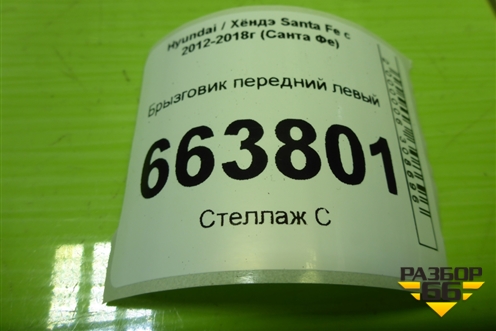 Hyundai / Хёндэ Santa Fe с
2012-2018г (Санта Фе)
Брызговик передний левый
663801
Стеллаж С
РАЗБОР
66